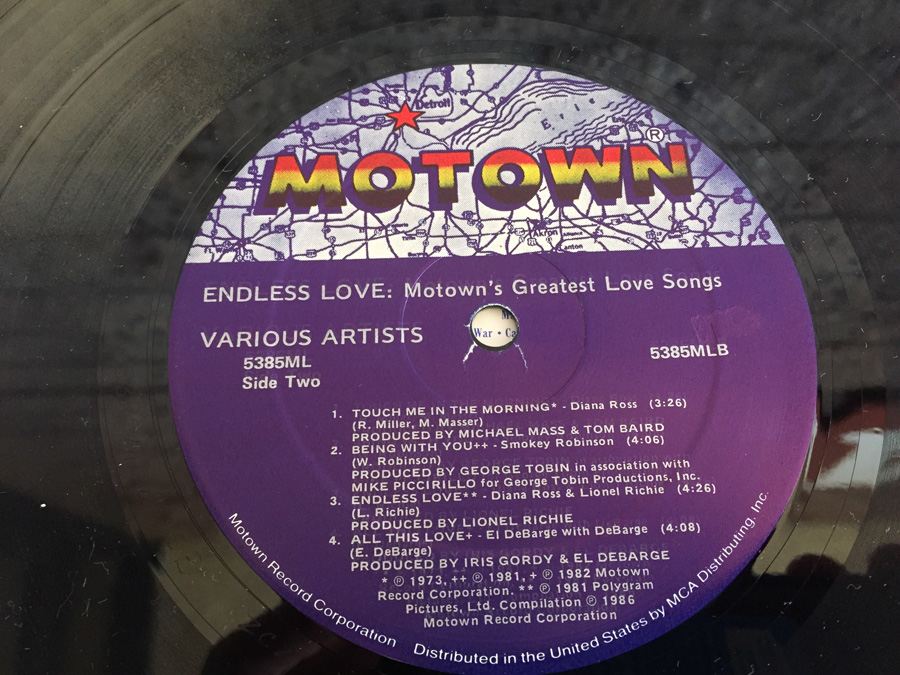 Detroit
ERIE
MOTOWN®
Akron
anton
ENDLESS LOVE: Motown's Greatest Love Songs
War • Ca
VARIOUS ARTISTS
5385ML
5385MLB
Side Two
1. TOUCH ME IN THE MORNING* - Diana Ross (3:26)
(R. Miller, M. Masser)
PRODUCED BY MICHAEL MASS & TOM BAIRD
2. BEING WITH YOU++ - Smokey Robinson (4:06)
(W. Robinson)
PRODUCED BY GEORGE TOBIN in association with
MIKE PICCIRILLO for George Tobin Productions, Inc.
3. ENDLESS LOVE** - Diana Ross & Lionel Richie (4:26)
(L. Richie)
PRODUCED BY LIONEL RICHIE
4. ALL THIS LOVE+ - El DeBarge with DeBarge (4:08)
(E. DeBarge)
PRODUCED BY IRIS GORDY & EL DEBARGE
* ℗ 1973, ++ ℗ 1981, + ℗ 1982 Motown
Record Corporation. ** ℗ 1981 Polygram
Pictures, Ltd. Compilation ℗ 1986
Motown Record Corporation
Motown Record Corporation Distributed in the United States by MCA Distributing, Inc.